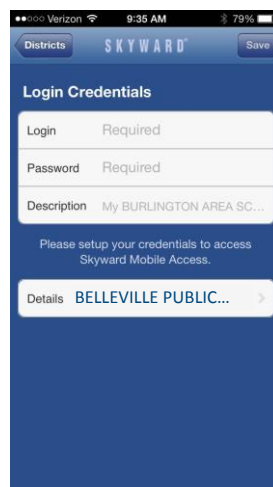 ●●○○○ Verizon 9:35 AM 79%
Districts SKYWARD® Save
Login Credentials
Login Required
Password Required
Description My BURLINGTON AREA SC...
Please setup your credentials to access
Skyward Mobile Access.
Details BELLEVILLE PUBLIC...